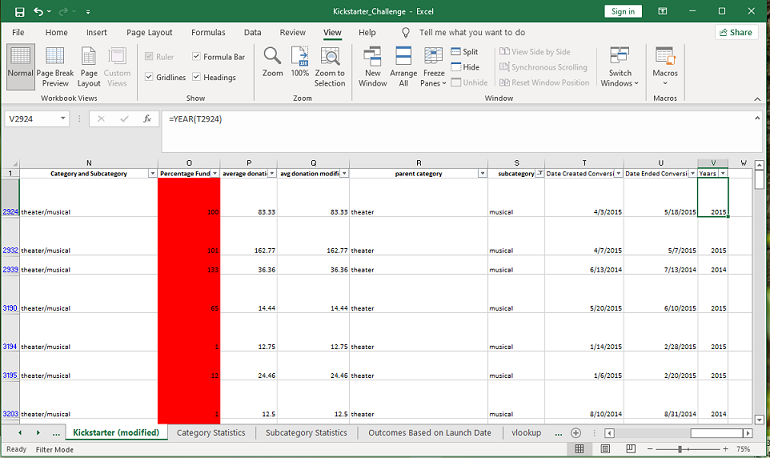 Kickstarter_Challenge - Excel
Sign in
File Home Insert Page Layout Formulas Data Review View Help Tell me what you want to do Share
Normal Page Break Preview Page Layout Custom Views
Workbook Views
Ruler Formula Bar
Gridlines Headings
Show
Zoom 100% Zoom to Selection
Zoom
New Window Arrange All Freeze Panes
Split
Hide
Unhide
View Side by Side
Synchronous Scrolling
Reset Window Position
Switch Windows
Window
Macros
Macros
V2924 fx =YEAR(T2924)
N O P Q R S T U V W
1 Category and Subcategory Percentage Fund average donati avg donation modifi parent category subcategory Date Created Conversi Date Ended Conversi Years
2924 theater/musical 100 83.33 83.33 theater musical 4/3/2015 5/18/2015 2015
2932 theater/musical 101 162.77 162.77 theater musical 4/7/2015 5/7/2015 2015
2939 theater/musical 36.36 36.36 theater musical 6/13/2014 7/13/2014 2014
3190 theater/musical 65 14.44 14.44 theater musical 5/20/2015 6/10/2015 2015
3194 theater/musical 1 12.75 12.75 theater musical 1/14/2015 2/28/2015 2015
3195 theater/musical 12 24.46 24.46 theater musical 1/6/2015 2/20/2015 2015
3203 theater/musical 12.5 12.5 theater musical 8/10/2014 8/31/2014 2014
... Kickstarter (modified) Category Statistics Subcategory Statistics Outcomes Based on Launch Date vlookup ...
Ready Filter Mode 75%